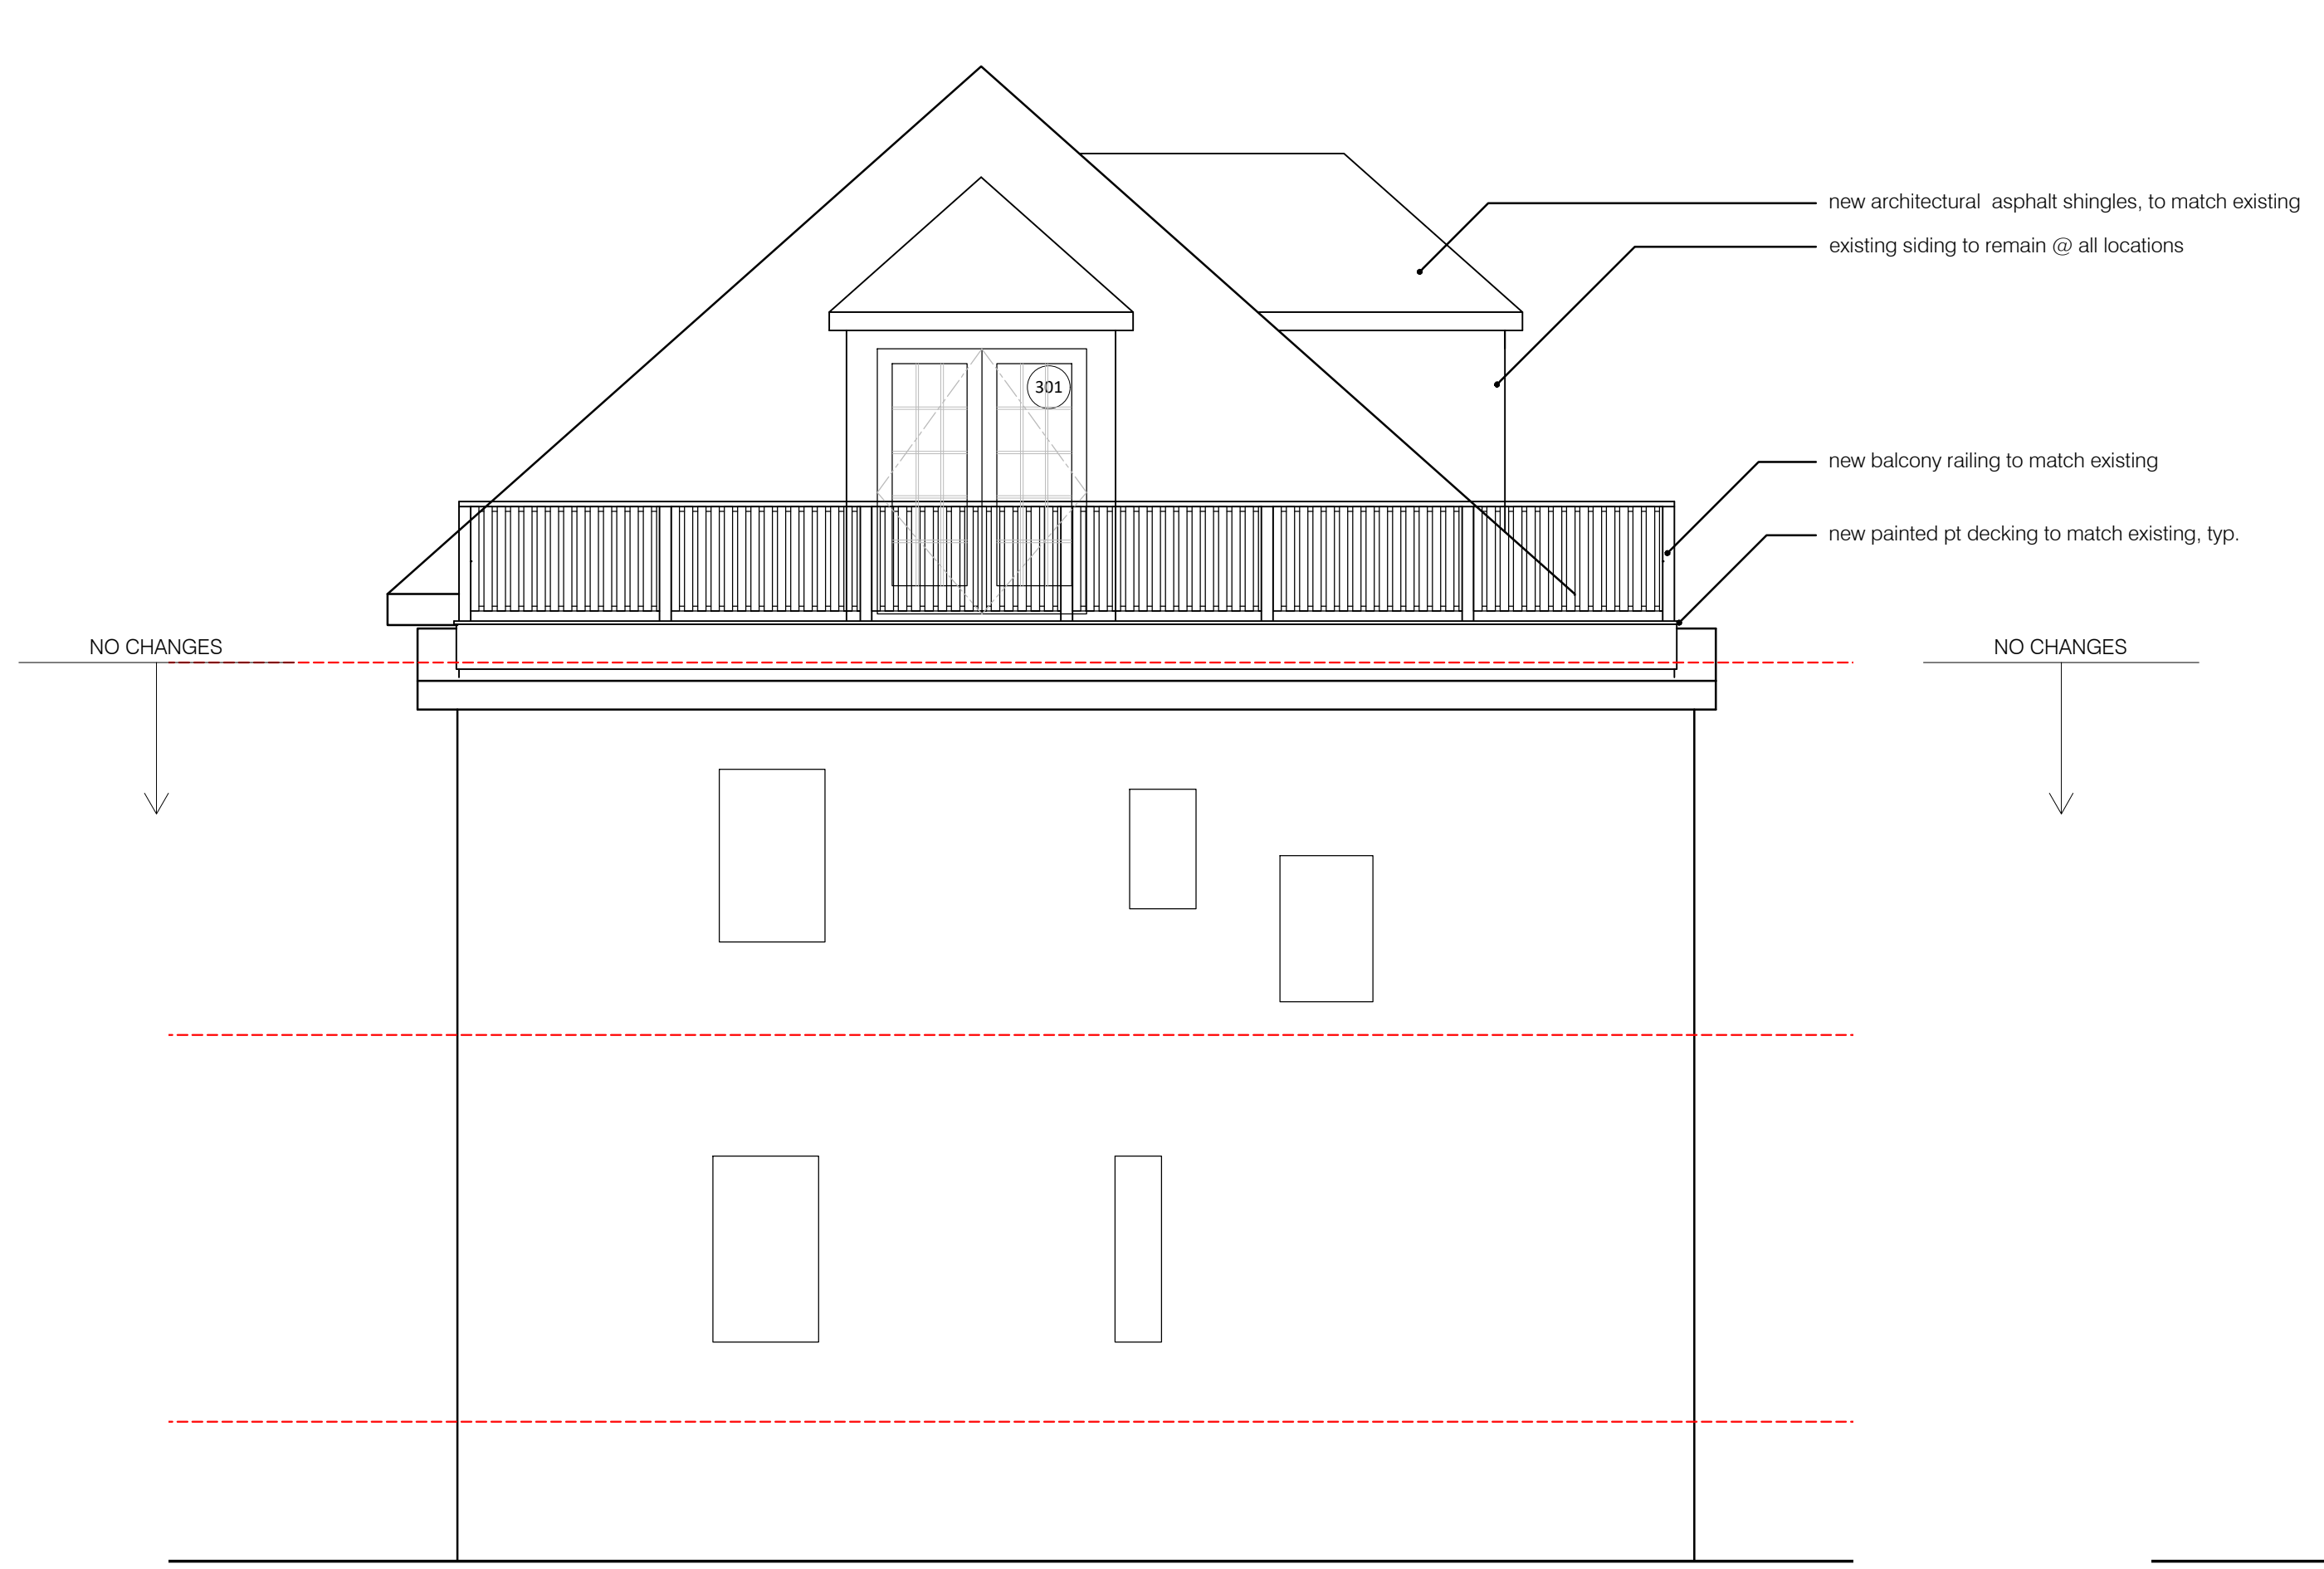 new architectural  asphalt shingles, to match existing
existing siding to remain @ all locations
301
new balcony railing to match existing
new painted pt decking to match existing, typ.
NO CHANGES
NO CHANGES